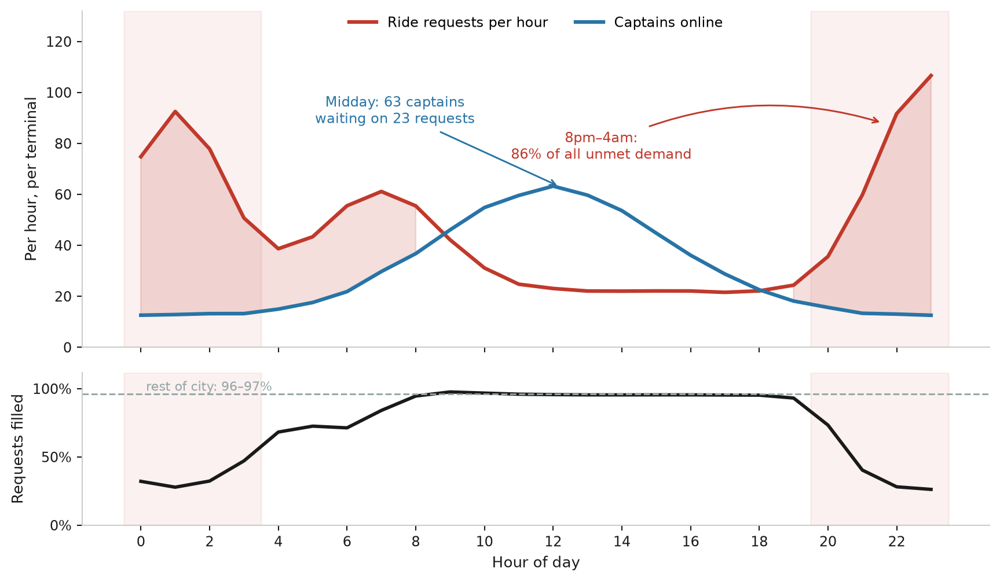 Ride requests per hour
Captains online
120
100
80
60
40
20
0
Per hour, per terminal
Midday: 63 captains
waiting on 23 requests
8pm–4am:
86% of all unmet demand
100%
50%
0%
Requests filled
rest of city: 96–97%
0 2 4 6 8 10 12 14 16 18 20 22
Hour of day